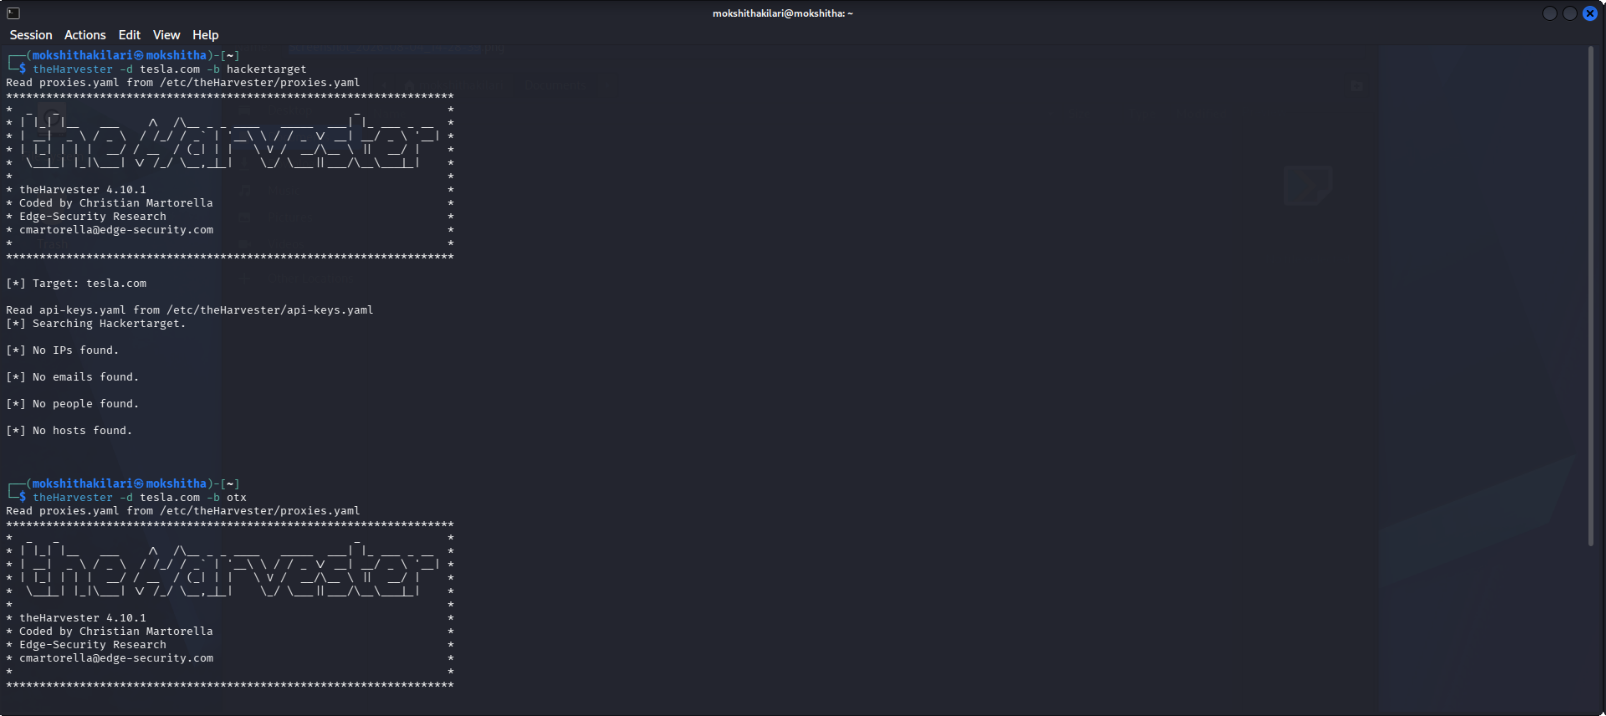 mokshithakilari@mokshitha: ~
Session Actions Edit View Help
┌──(mokshithakilari㉿mokshitha)-[~]
└─$ theHarvester -d tesla.com -b hackertarget
Read proxies.yaml from /etc/theHarvester/proxies.yaml
*******************************************************************
theHarvester
* theHarvester 4.10.1 *
* Coded by Christian Martorella *
* Edge-Security Research *
* cmartorella@edge-security.com *
* *
*******************************************************************
[*] Target: tesla.com
Read api-keys.yaml from /etc/theHarvester/api-keys.yaml
[*] Searching Hackertarget.
[*] No IPs found.
[*] No emails found.
[*] No people found.
[*] No hosts found.
┌──(mokshithakilari㉿mokshitha)-[~]
└─$ theHarvester -d tesla.com -b otx
Read proxies.yaml from /etc/theHarvester/proxies.yaml
*******************************************************************
theHarvester
* theHarvester 4.10.1 *
* Coded by Christian Martorella *
* Edge-Security Research *
* cmartorella@edge-security.com *
* *
*******************************************************************